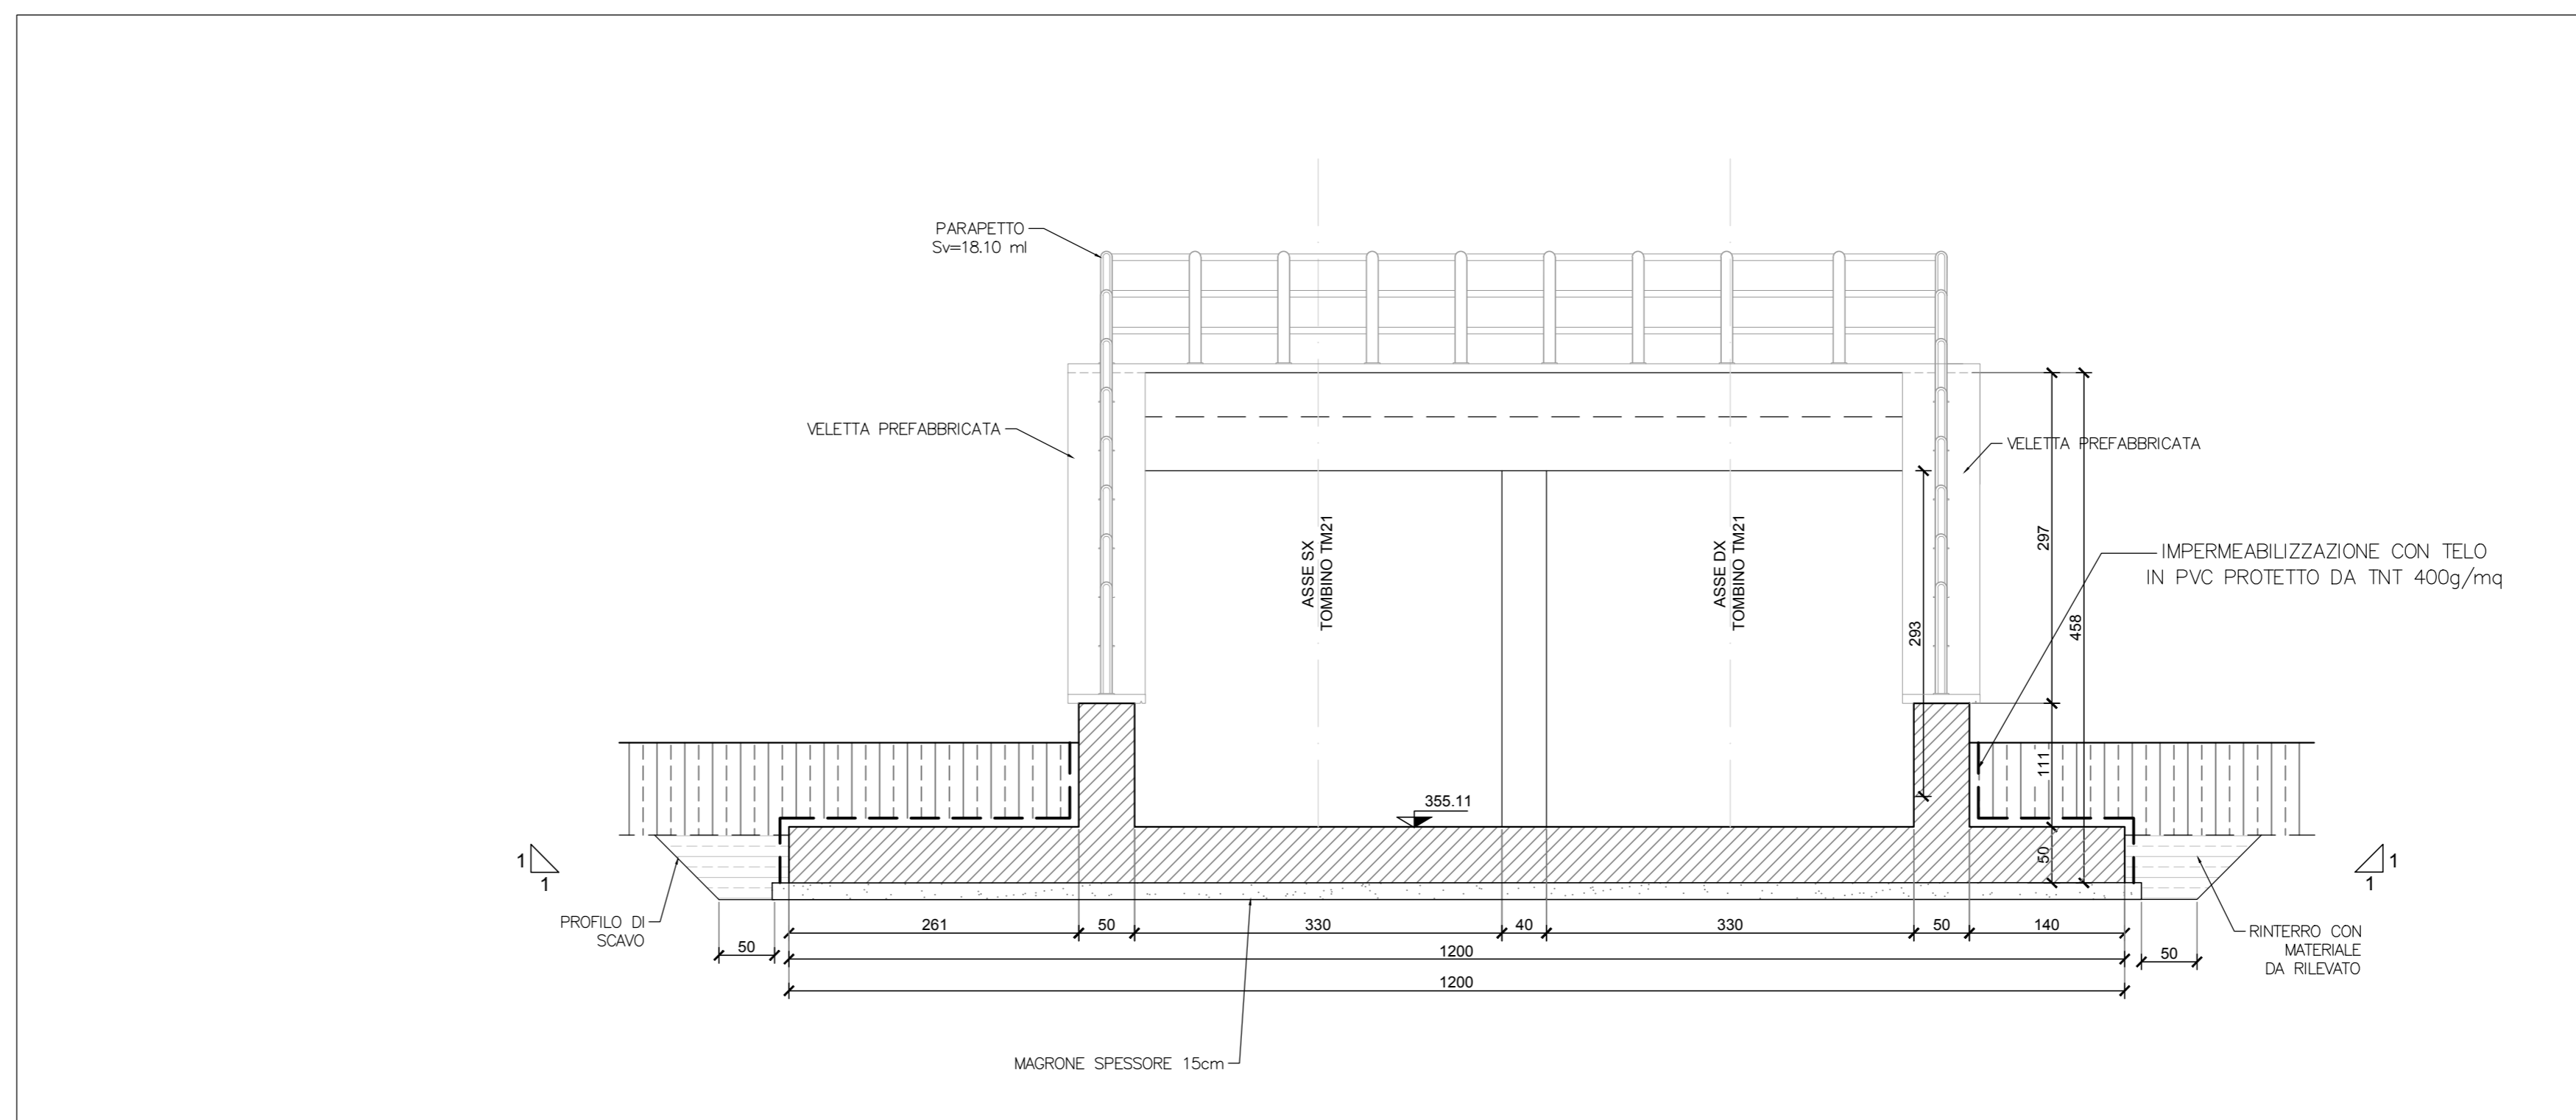 PARAPETTO
Sv=18.10 ml
VELETTA PREFABBRICATA
VELETTA PREFABBRICATA
ASSE SX
TOMBINO TM21
ASSE DX
TOMBINO TM21
297
IMPERMEABILIZZAZIONE CON TELO
IN PVC PROTETTO DA TNT 400g/mq
293
458
111
355.11
50
1
1
1
1
PROFILO DI
SCAVO
261
50
330
40
330
50
140
RINTERRO CON
MATERIALE
DA RILEVATO
50
1200
50
1200
MAGRONE SPESSORE 15cm